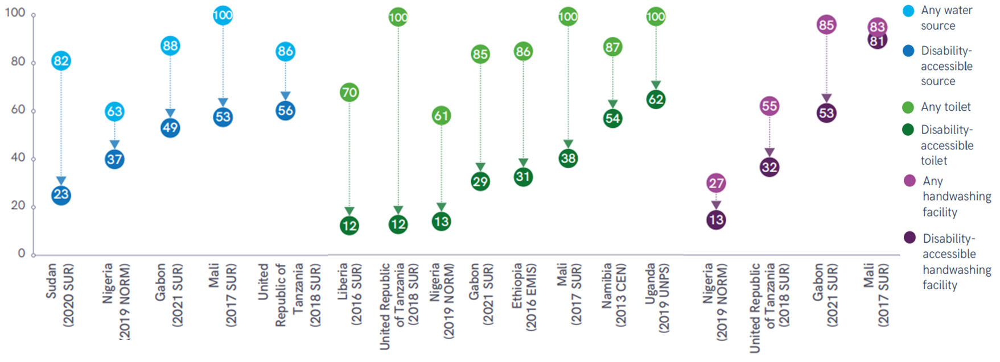 100
80
60
40
20
0
82
23
63
37
88
49
100
53
86
56
70
12
100
12
61
13
85
29
86
31
100
38
87
54
100
62
27
13
55
32
85
53
83
81
Sudan
(2020 SUR)
Nigeria
(2019 NORM)
Gabon
(2021 SUR)
Mali
(2017 SUR)
United
Republic of
Tanzania
(2018 SUR)
Liberia
(2016 SUR)
United Republic
of Tanzania
(2018 SUR)
Nigeria
(2019 NORM)
Gabon
(2021 SUR)
Ethiopia
(2016 EMIS)
Mali
(2017 SUR)
Namibia
(2013 CEN)
Uganda
(2019 UNPS)
Nigeria
(2019 NORM)
United Republic
of Tanzania
(2018 SUR)
Gabon
(2021 SUR)
Mali
(2017 SUR)
Any water
source
Disability-
accessible
source
Any toilet
Disability-
accessible
toilet
Any
handwashing
facility
Disability-
accessible
handwashing
facility